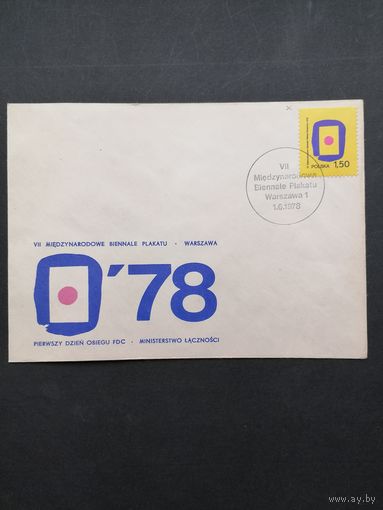 POLSKA 1,50
VII
Międzynarodowe
Biennale Plakatu
Warszawa 1
1.6.1978
VII MIĘDZYNARODOWE BIENNALE PLAKATU - WARSZAWA
'78
PIERWSZY DZIEŃ OBIEGU FDC - MINISTERSTWO ŁĄCZNOŚCI
www.ay.by